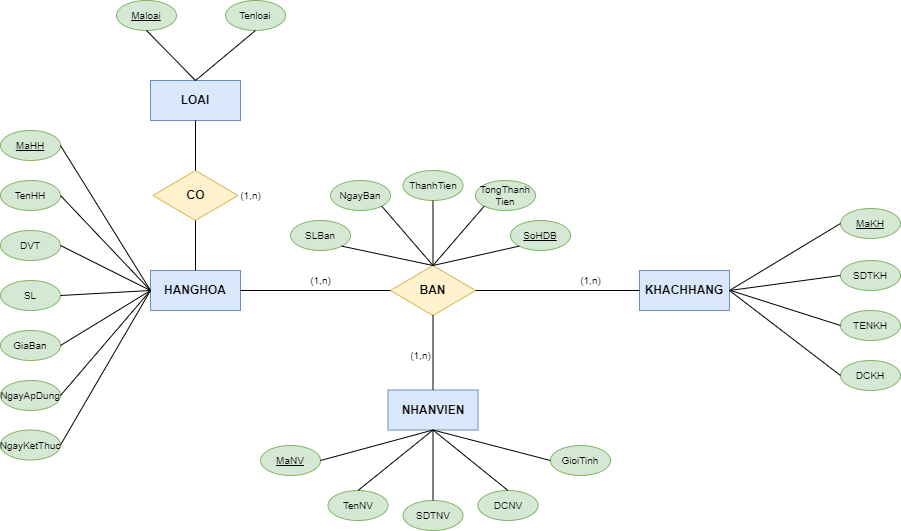 Maloai
Tenloai
LOAI
MaHH
TenHH
DVT
SL
GiaBan
NgayApDung
NgayKetThuc
CO
(1,n)
HANGHOA
(1,n)
SLBan
NgayBan
ThanhTien
TongThanh
Tien
SoHDB
BAN
(1,n)
(1,n)
KHACHHANG
MaKH
SDTKH
TENKH
DCKH
NHANVIEN
MaNV
TenNV
SDTNV
DCNV
GioiTinh